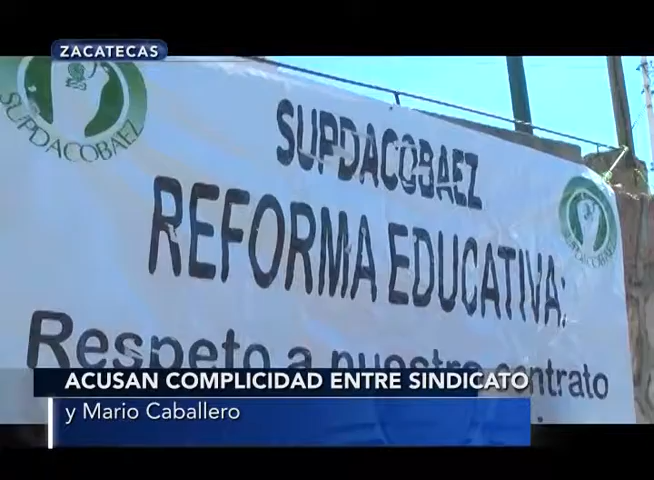 ZACATECAS
SUPDACOBAEZ
SUPDACOBAEZ
REFORMA EDUCATIVA:
SUPDACOBAEZ
Respeto a nuestro contrato
ACUSAN COMPLICIDAD ENTRE SINDICATO
y Mario Caballero